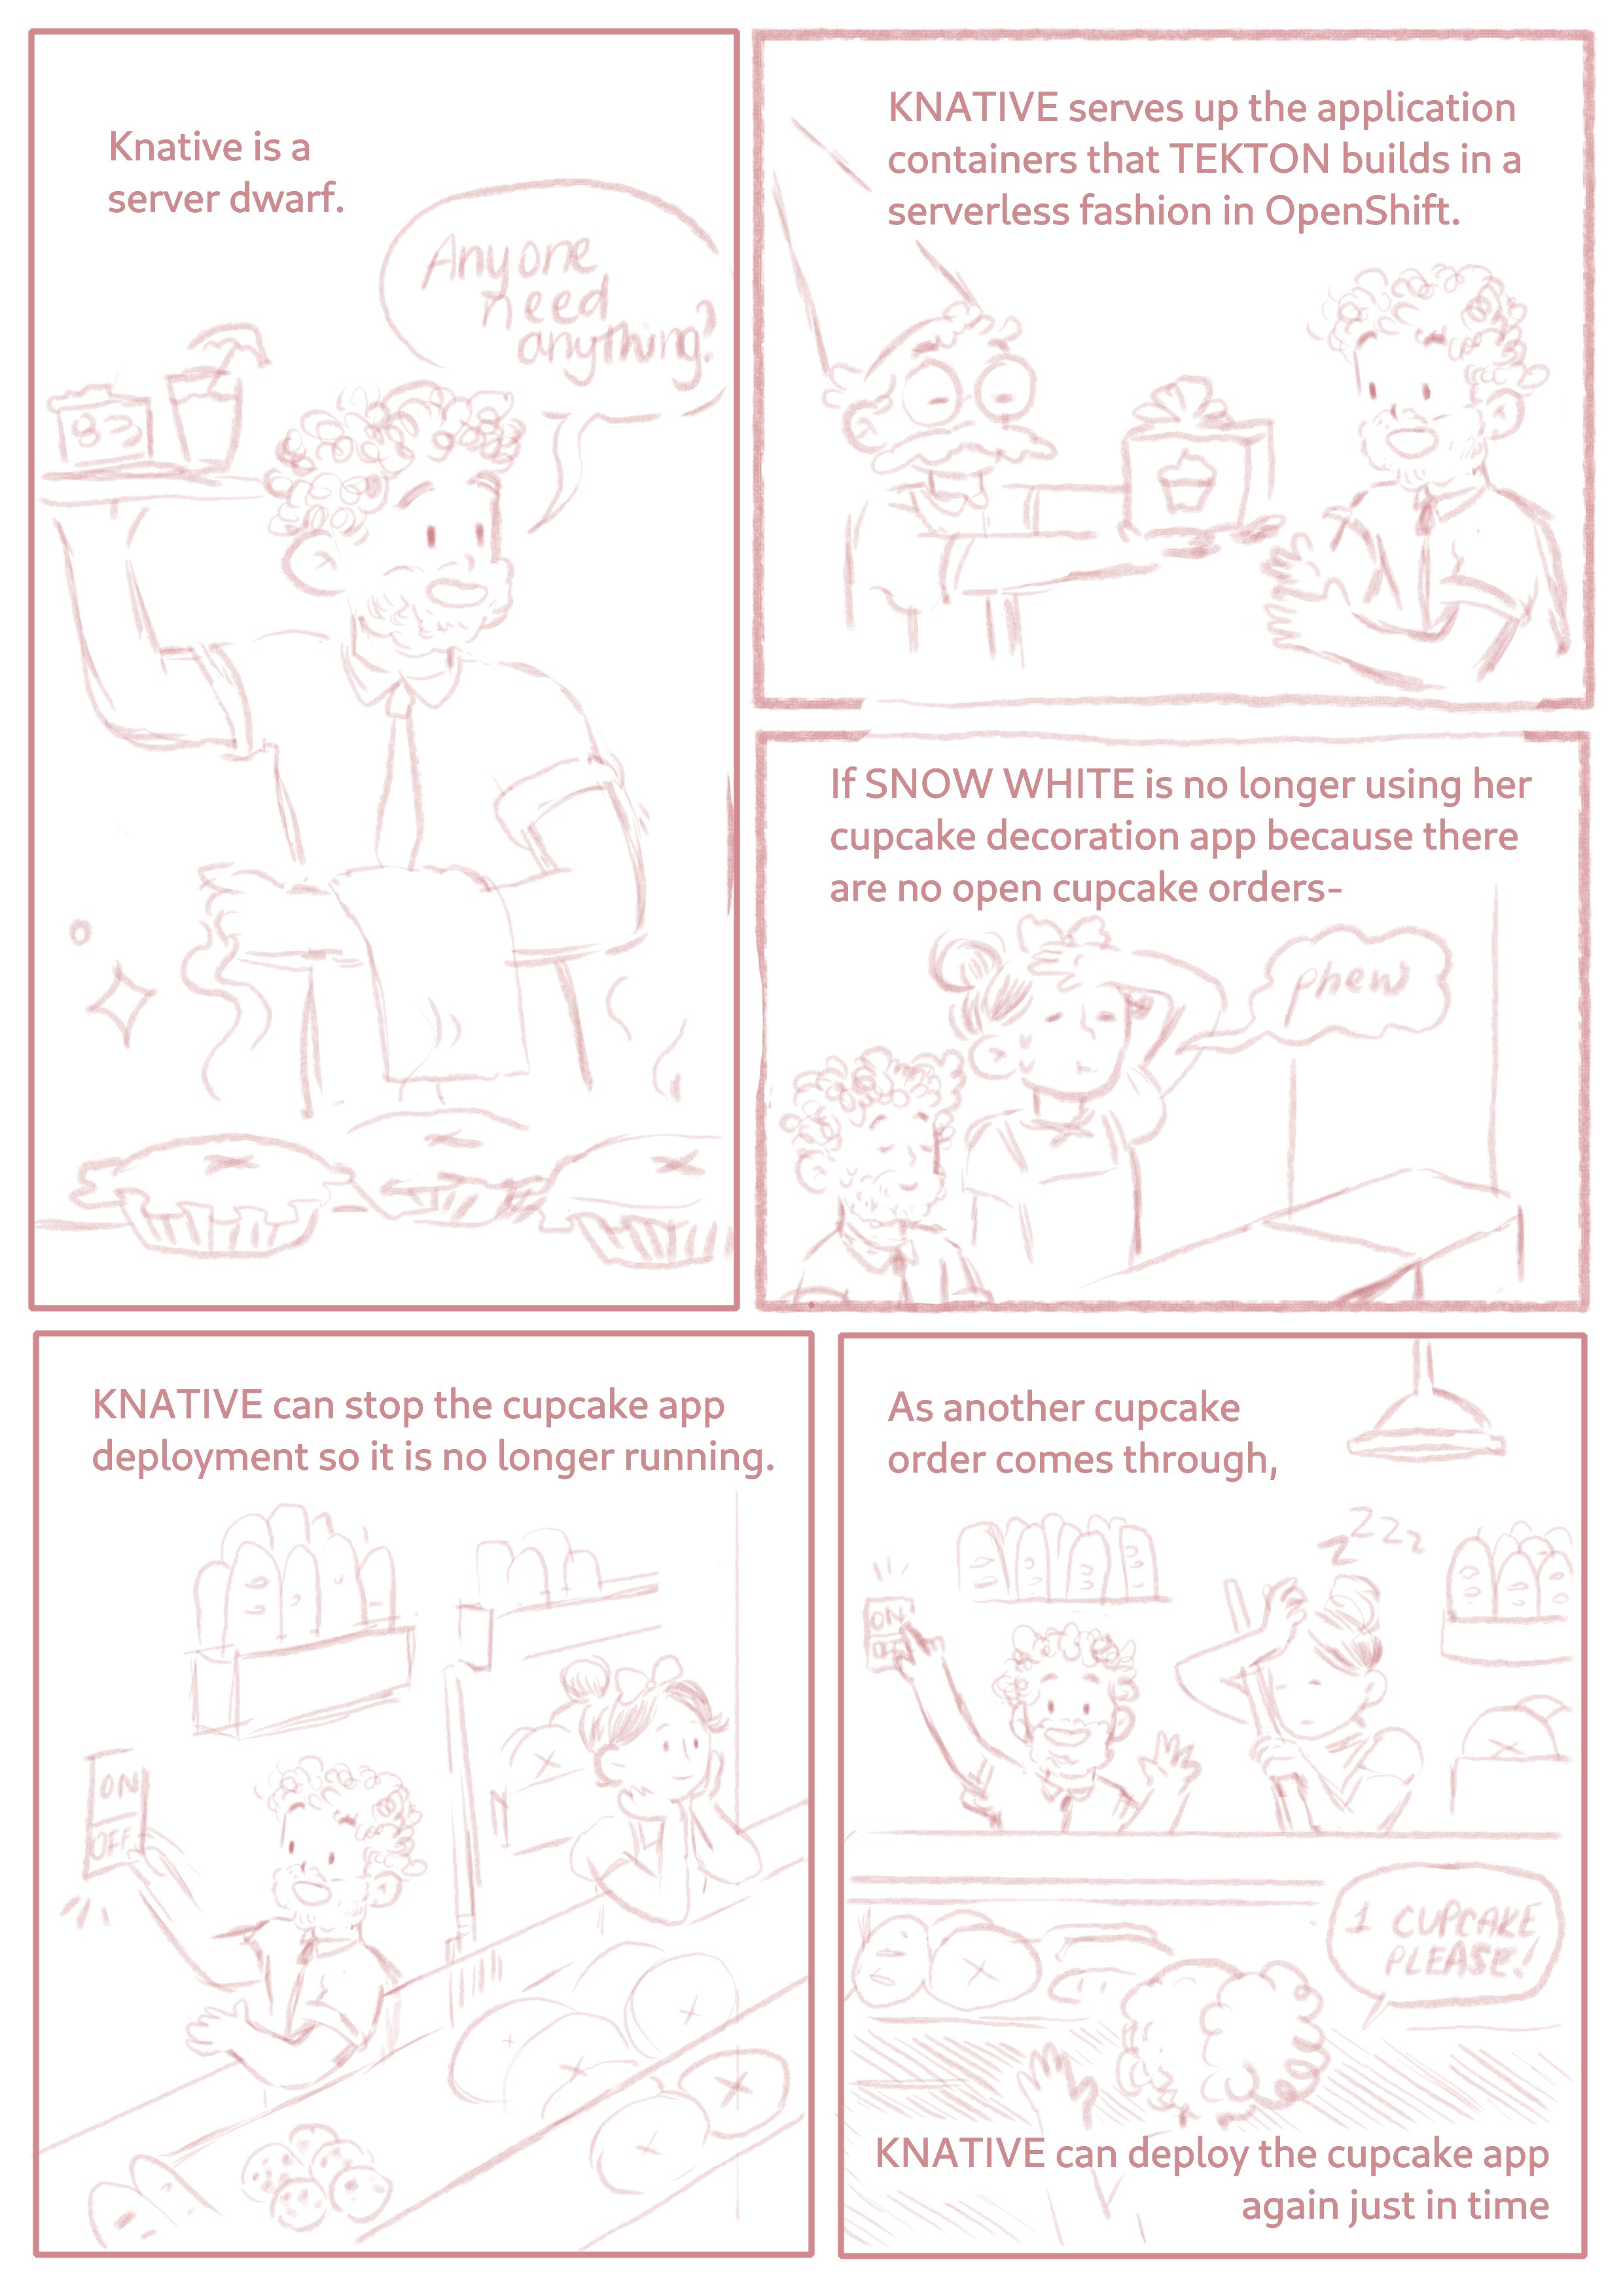 Knative is a
server dwarf.
Anyone
need
anything?
KNATIVE serves up the application
containers that TEKTON builds in a
serverless fashion in OpenShift.
If SNOW WHITE is no longer using her
cupcake decoration app because there
are no open cupcake orders-
phew
KNATIVE can stop the cupcake app
deployment so it is no longer running.
ON
OFF
As another cupcake
order comes through,
zzzz
ON
1 CUPCAKE
PLEASE!
KNATIVE can deploy the cupcake app
again just in time